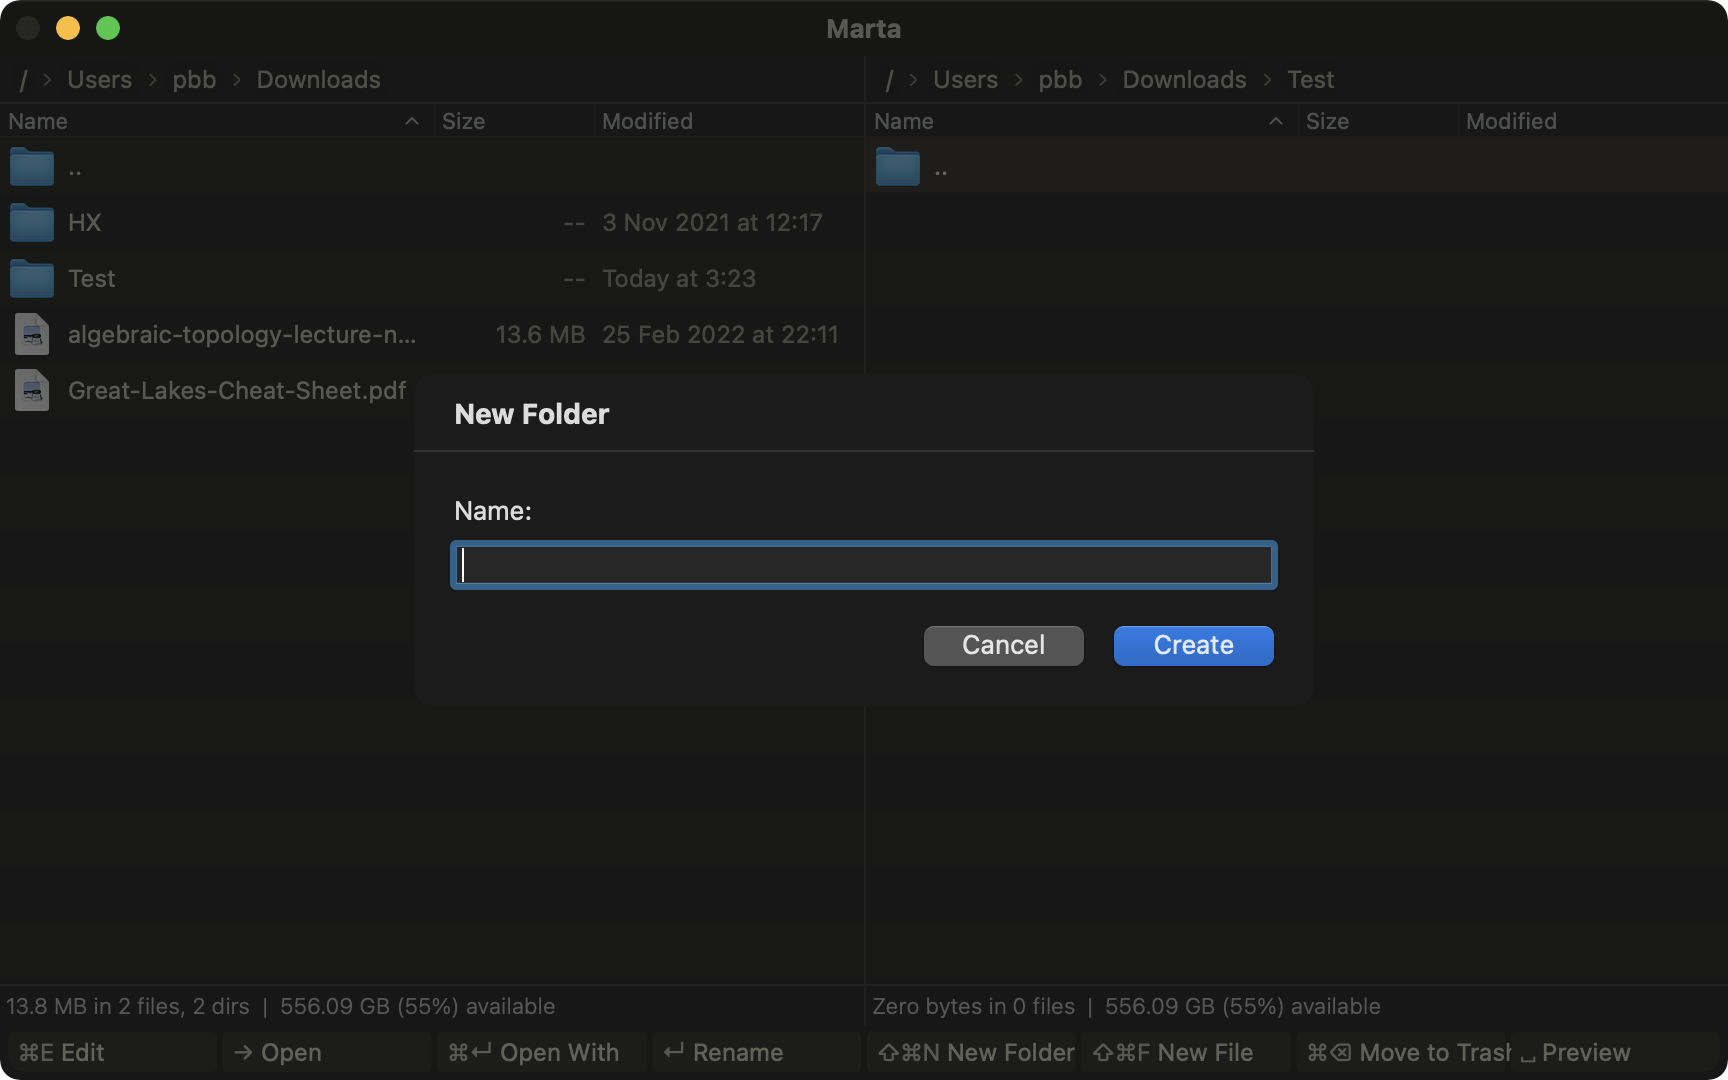 Marta
/ > Users > pbb > Downloads
/ > Users > pbb > Downloads > Test
Name Size Modified
Name Size Modified
..
HX -- 3 Nov 2021 at 12:17
Test -- Today at 3:23
algebraic-topology-lecture-n... 13.6 MB 25 Feb 2022 at 22:11
Great-Lakes-Cheat-Sheet.pdf
..
New Folder
Name:
Cancel Create
13.8 MB in 2 files, 2 dirs | 556.09 GB (55%) available
Zero bytes in 0 files | 556.09 GB (55%) available
⌘E Edit → Open ⌘↵ Open With ↵ Rename ⇧⌘N New Folder ⇧⌘F New File ⌘⌫ Move to Trash ⎵ Preview